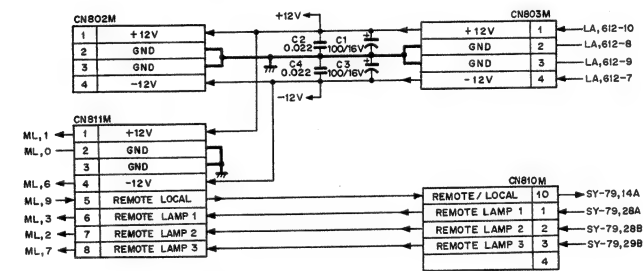 CN802M
1 +12V
2 GND
3 GND
4 -12V
+12V
C2
0.022
C1
100/16V
+
C4
0.022
C3
100/16V
+
-12V
CN803M
+12V 1 LA,612-10
GND 2 LA,612-8
GND 3 LA,612-9
-12V 4 LA,612-7
CN811M
ML,1 1 +12V
ML,0 2 GND
3 GND
ML,6 4 -12V
ML,9 5 REMOTE LOCAL
ML,3 6 REMOTE LAMP 1
ML,2 7 REMOTE LAMP 2
ML,7 8 REMOTE LAMP 3
CN810M
REMOTE/LOCAL 10 SY-79,14A
REMOTE LAMP 1 1 SY-79,28A
REMOTE LAMP 2 2 SY-79,28B
REMOTE LAMP 3 3 SY-79,29B
4